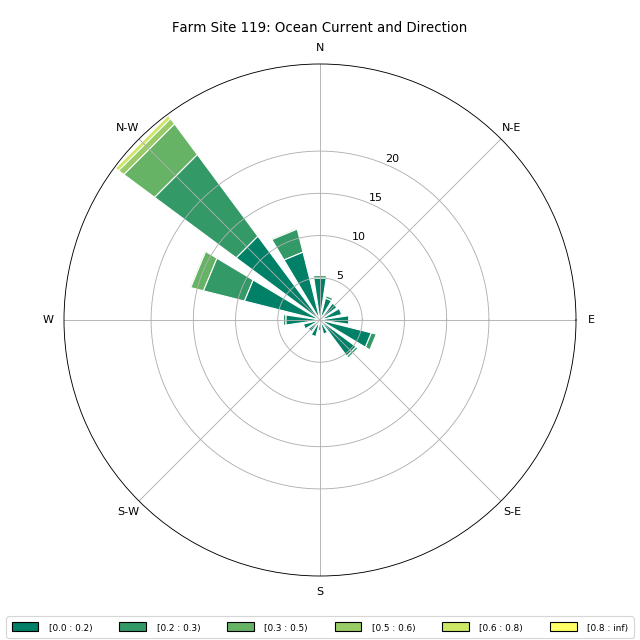 Farm Site 119: Ocean Current and Direction
N
N-W
N-E
20
15
10
5
W
E
S-W
S-E
S
[0.0 : 0.2)
[0.2 : 0.3)
[0.3 : 0.5)
[0.5 : 0.6)
[0.6 : 0.8)
[0.8 : inf)